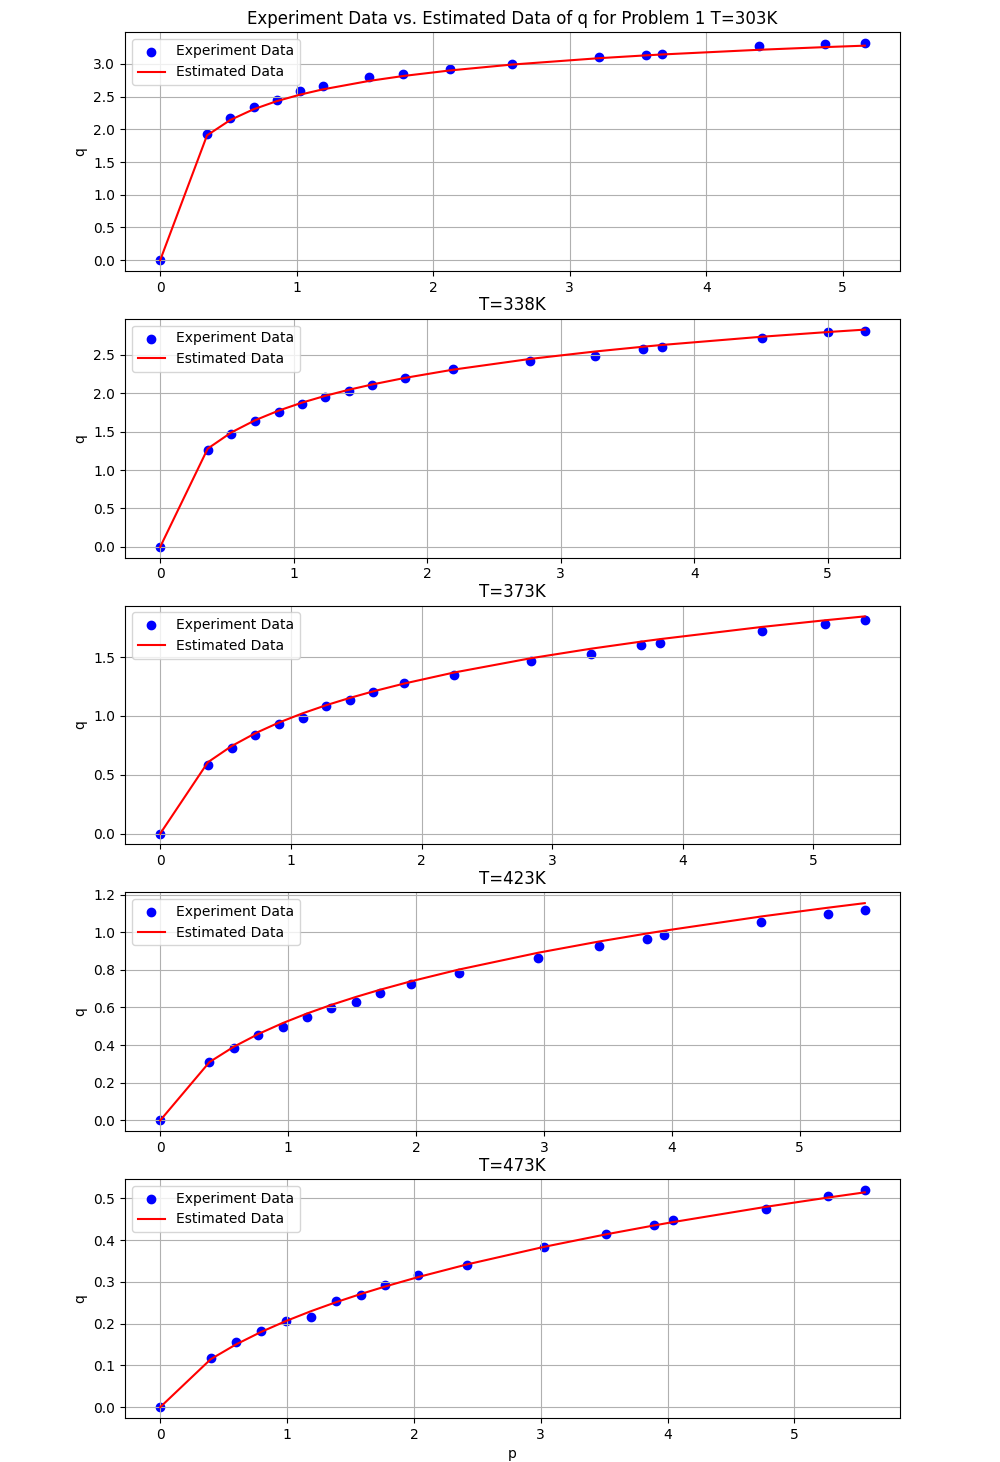 Experiment Data vs. Estimated Data of q for Problem 1 T=303K
Experiment Data
Estimated Data
3.0
2.5
2.0
1.5
1.0
0.5
0.0
q
0 1 2 3 4 5
T=338K
Experiment Data
Estimated Data
2.5
2.0
1.5
1.0
0.5
0.0
q
0 1 2 3 4 5
T=373K
Experiment Data
Estimated Data
1.5
1.0
0.5
0.0
q
0 1 2 3 4 5
T=423K
Experiment Data
Estimated Data
1.2
1.0
0.8
0.6
0.4
0.2
0.0
q
0 1 2 3 4 5
T=473K
Experiment Data
Estimated Data
0.5
0.4
0.3
0.2
0.1
0.0
q
0 1 2 3 4 5
p